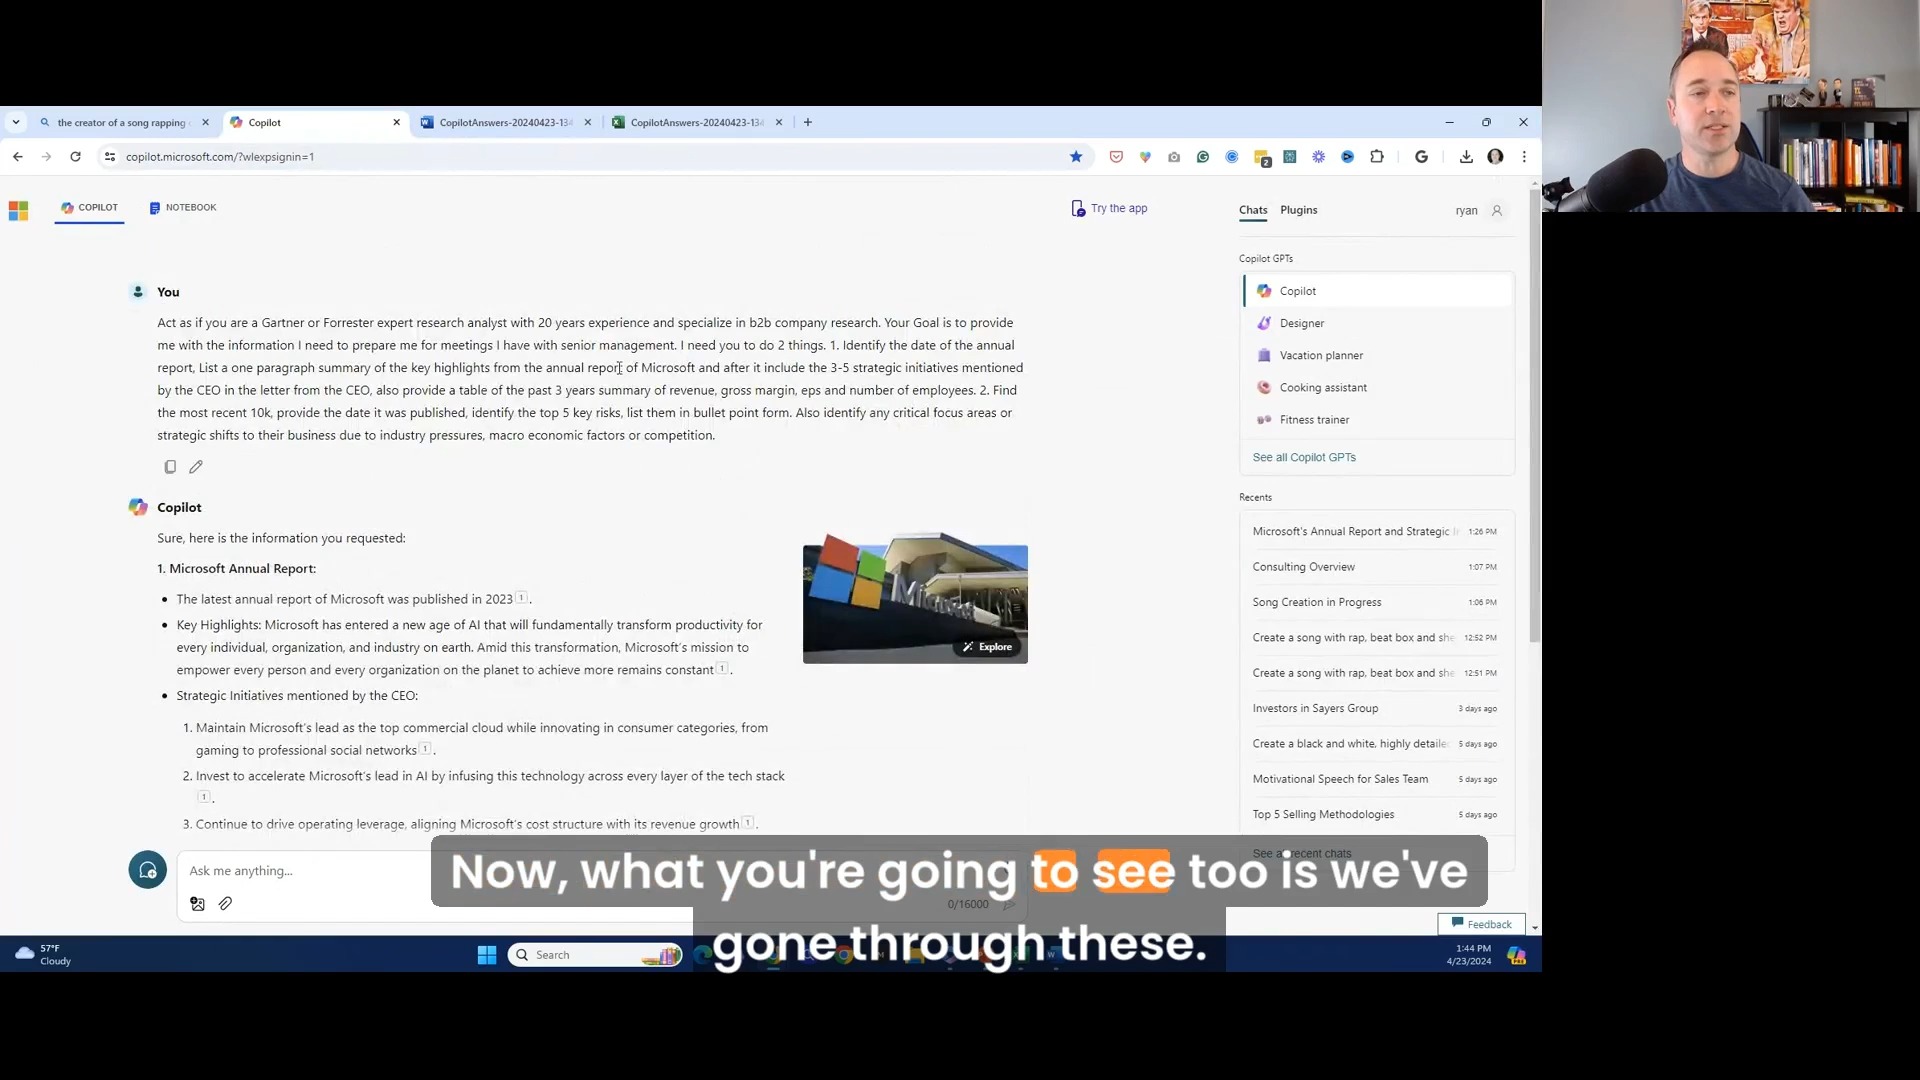 the creator of a song rapping
Copilot
CopilotAnswers-20240423-134
CopilotAnswers-20240423-134
copilot.microsoft.com/?wlexpsignin=1
2
COPILOT
NOTEBOOK
Try the app
Chats
Plugins
ryan
You
Act as if you are a Gartner or Forrester expert research analyst with 20 years experience and specialize in b2b company research. Your Goal is to provide
me with the information I need to prepare me for meetings I have with senior management. I need you to do 2 things. 1. Identify the date of the annual
report, List a one paragraph summary of the key highlights from the annual report of Microsoft and after it include the 3-5 strategic initiatives mentioned
by the CEO in the letter from the CEO, also provide a table of the past 3 years summary of revenue, gross margin, eps and number of employees. 2. Find
the most recent 10k, provide the date it was published, identify the top 5 key risks, list them in bullet point form. Also identify any critical focus areas or
strategic shifts to their business due to industry pressures, macro economic factors or competition.
Copilot
Sure, here is the information you requested:
1. Microsoft Annual Report:
• The latest annual report of Microsoft was published in 2023 1 .
• Key Highlights: Microsoft has entered a new age of AI that will fundamentally transform productivity for
every individual, organization, and industry on earth. Amid this transformation, Microsoft's mission to
empower every person and every organization on the planet to achieve more remains constant 1 .
• Strategic Initiatives mentioned by the CEO:
1. Maintain Microsoft's lead as the top commercial cloud while innovating in consumer categories, from
gaming to professional social networks 1 .
2. Invest to accelerate Microsoft's lead in AI by infusing this technology across every layer of the tech stack
1 .
3. Continue to drive operating leverage, aligning Microsoft's cost structure with its revenue growth 1 .
Microsoft
Explore
Ask me anything...
0/16000
Copilot GPTs
Copilot
Designer
Vacation planner
Cooking assistant
Fitness trainer
See all Copilot GPTs
Recents
Microsoft's Annual Report and Strategic 1:26 PM
Consulting Overview 1:07 PM
Song Creation in Progress 1:06 PM
Create a song with rap, beat box and she 12:52 PM
Create a song with rap, beat box and she 12:51 PM
Investors in Sayers Group 3 days ago
Create a black and white, highly detailed 5 days ago
Motivational Speech for Sales Team 5 days ago
Top 5 Selling Methodologies 5 days ago
See all recent chats
Feedback
Now, what you're going to see too is we've
gone through these.
57°F
Cloudy
Search
1:44 PM
4/23/2024